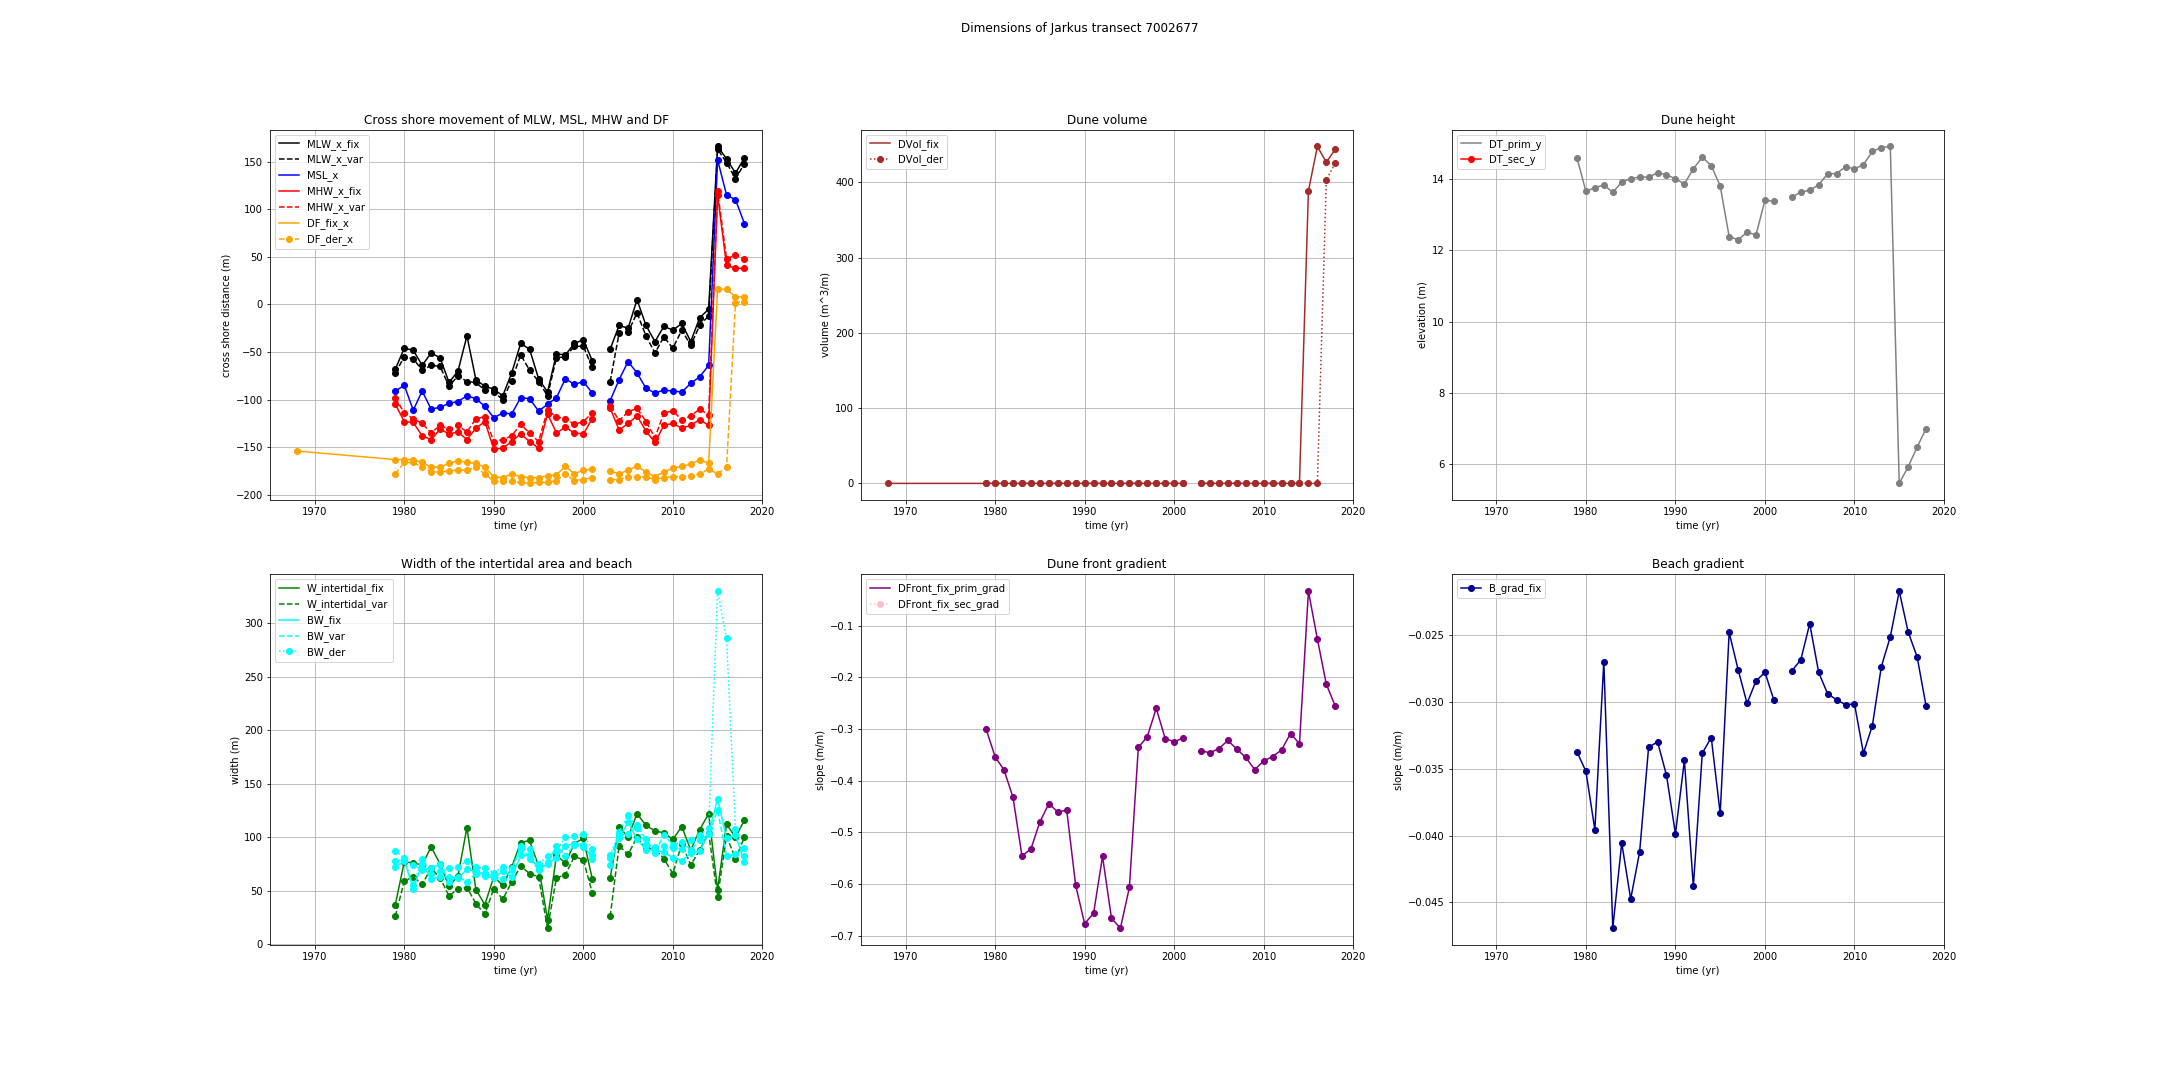 Dimensions of Jarkus transect 7002677
Cross shore movement of MLW, MSL, MHW and DF
MLW_x_fix
MLW_x_var
MSL_x
MHW_x_fix
MHW_x_var
DF_fix_x
DF_der_x
150
100
50
0
−50
−100
−150
−200
cross shore distance (m)
1970 1980 1990 2000 2010 2020
time (yr)
Dune volume
DVol_fix
DVol_der
400
300
200
100
0
volume (m^3/m)
1970 1980 1990 2000 2010 2020
time (yr)
Dune height
DT_prim_y
DT_sec_y
14
12
10
8
6
elevation (m)
1970 1980 1990 2000 2010 2020
time (yr)
Width of the intertidal area and beach
W_intertidal_fix
W_intertidal_var
BW_fix
BW_var
BW_der
300
250
200
150
100
50
0
width (m)
1970 1980 1990 2000 2010 2020
time (yr)
Dune front gradient
DFront_fix_prim_grad
DFront_fix_sec_grad
−0.1
−0.2
−0.3
−0.4
−0.5
−0.6
−0.7
slope (m/m)
1970 1980 1990 2000 2010 2020
time (yr)
Beach gradient
B_grad_fix
−0.025
−0.030
−0.035
−0.040
−0.045
slope (m/m)
1970 1980 1990 2000 2010 2020
time (yr)